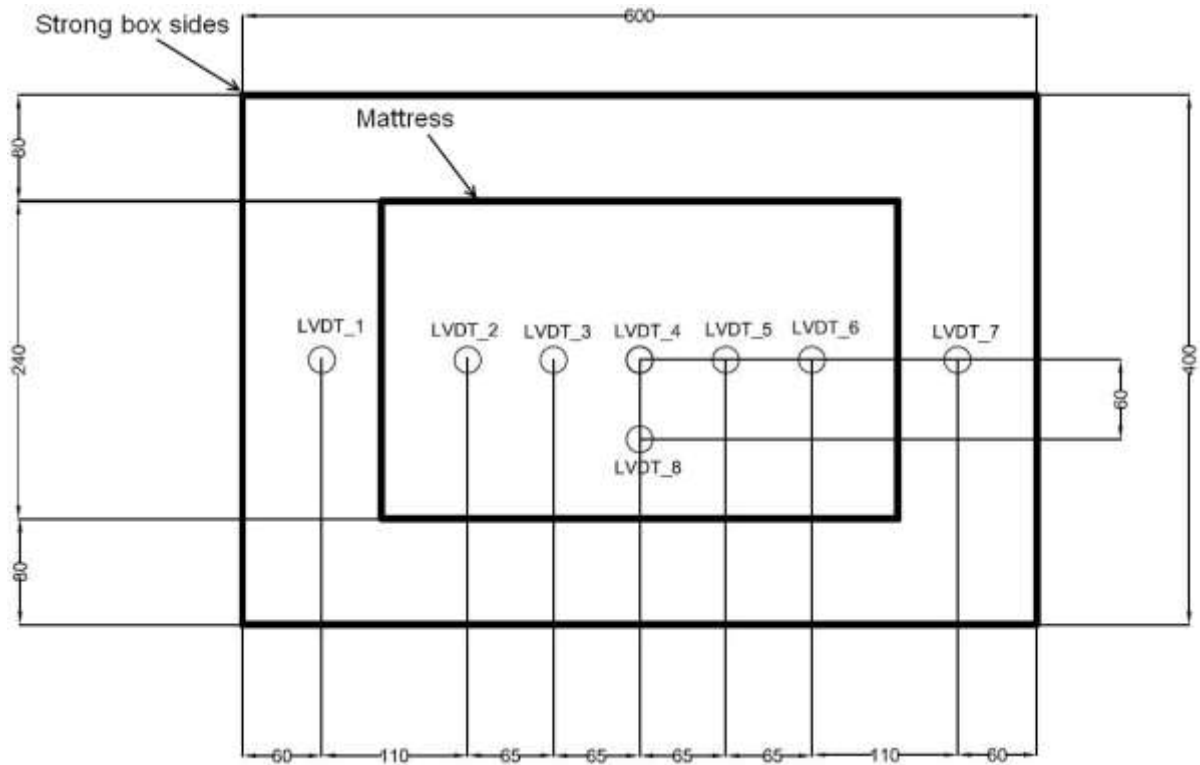 600
Strong box sides
Mattress
80
240
80
400
60
LVDT_1
LVDT_2
LVDT_3
LVDT_4
LVDT_5
LVDT_6
LVDT_7
LVDT_8
60
110
65
65
65
65
110
60